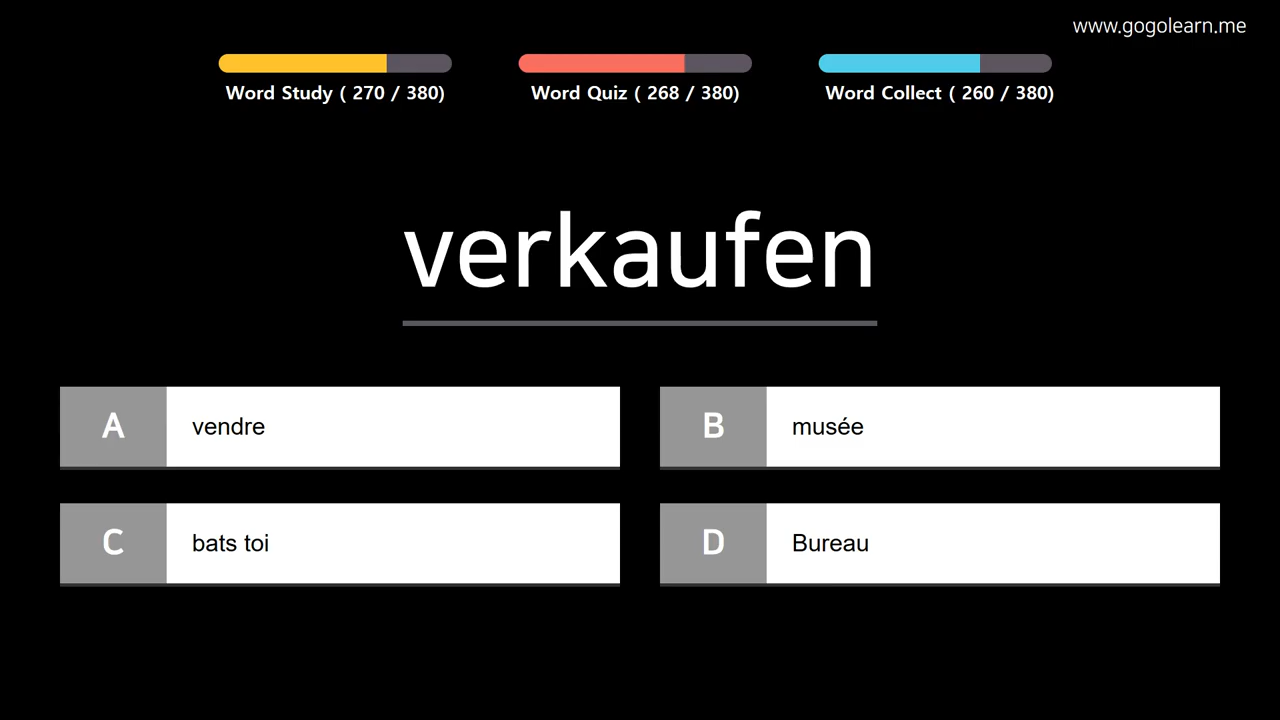 www.gogolearn.me
Word Study ( 270 / 380)
Word Quiz ( 268 / 380)
Word Collect ( 260 / 380)
verkaufen
A vendre
B musée
C bats toi
D Bureau